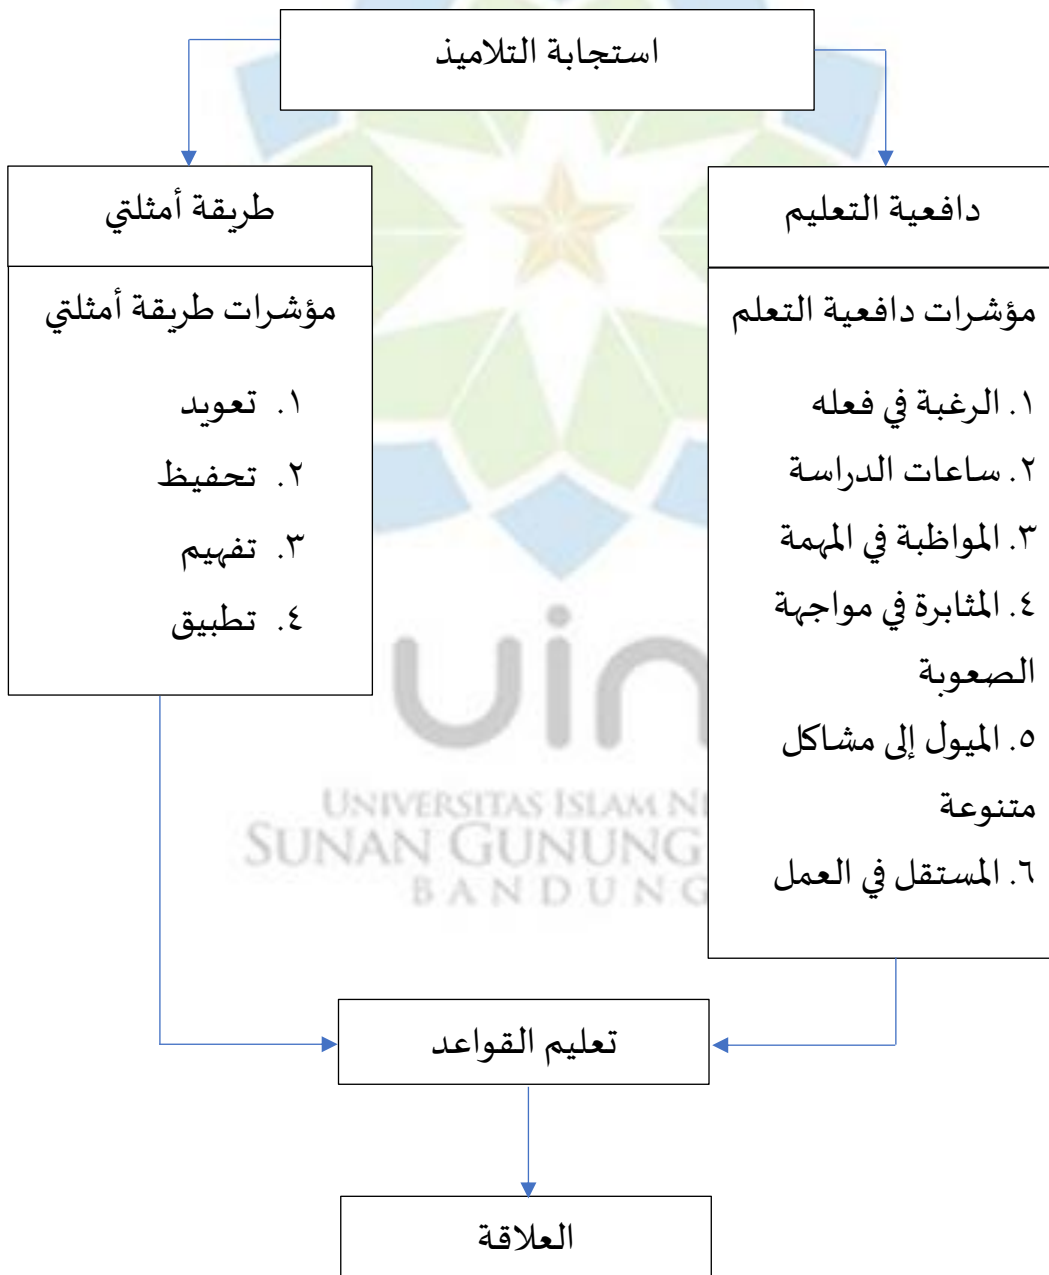 استجابة التلاميذ
دافعية التعليم
مؤشرات دافعية التعلم
١. الرغبة في فعله
٢. ساعات الدراسة
٣. المواظبة في المهمة
٤. المثابرة في مواجهة
الصعوبة
٥. الميول إلى مشاكل
متنوعة
٦. المستقل في العمل
طريقة أمثلتي
مؤشرات طريقة أمثلتي
١. تعويد
٢. تحفيظ
٣. تفهيم
٤. تطبيق
uin
UNIVERSITAS ISLAM
SUNAN GUNUNG
BANDUNG
تعليم القواعد
العلاقة